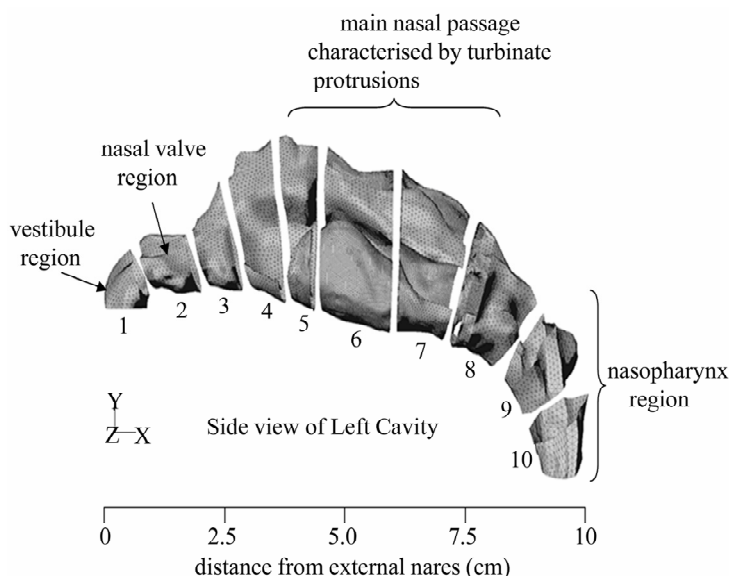 main nasal passage
characterised by turbinate
protrusions
nasal valve
region
vestibule
region
1
2
3
4
5
6
7
8
9
10
nasopharynx
region
Y
Z X
Side view of Left Cavity
0 2.5 5.0 7.5 10
distance from external nares (cm)